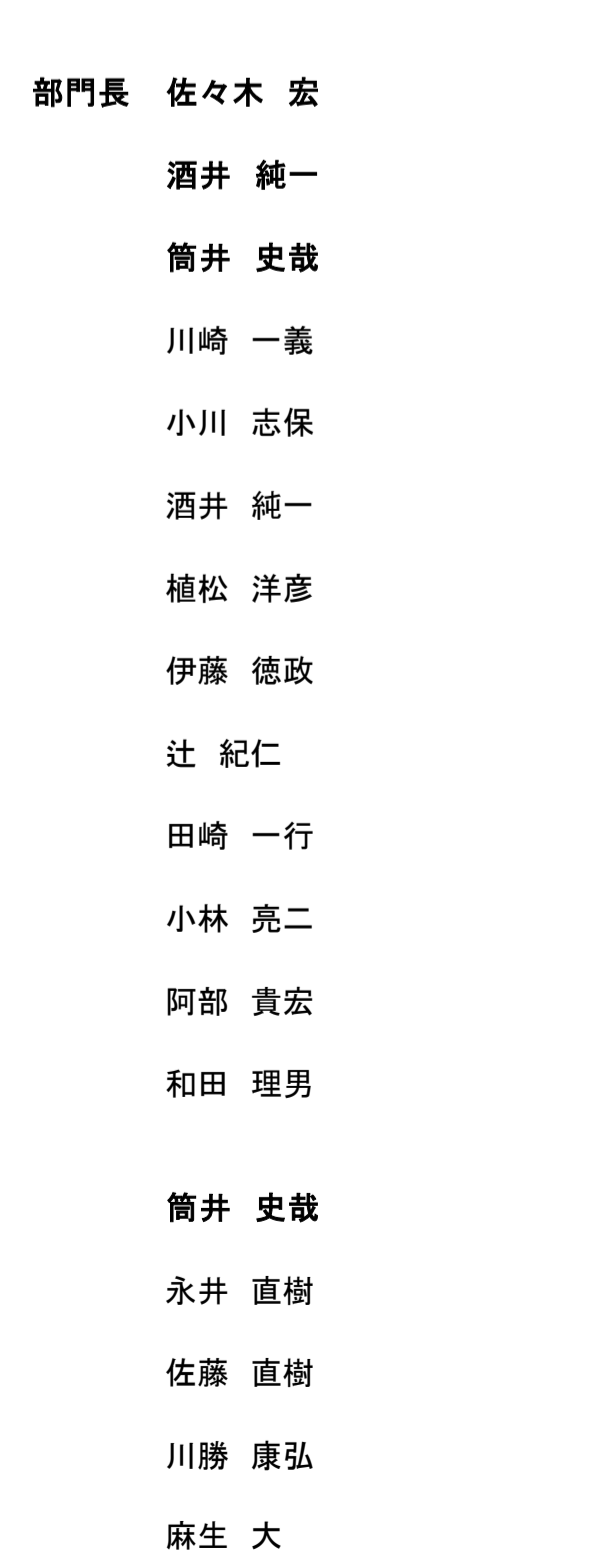 部門長　佐々木　宏
酒井　純一
筒井　史哉
川崎　一義
小川　志保
酒井　純一
植松　洋彦
伊藤　徳政
辻　紀仁
田崎　一行
小林　亮二
阿部　貴宏
和田　理男
筒井　史哉
永井　直樹
佐藤　直樹
川勝　康弘
麻生　大